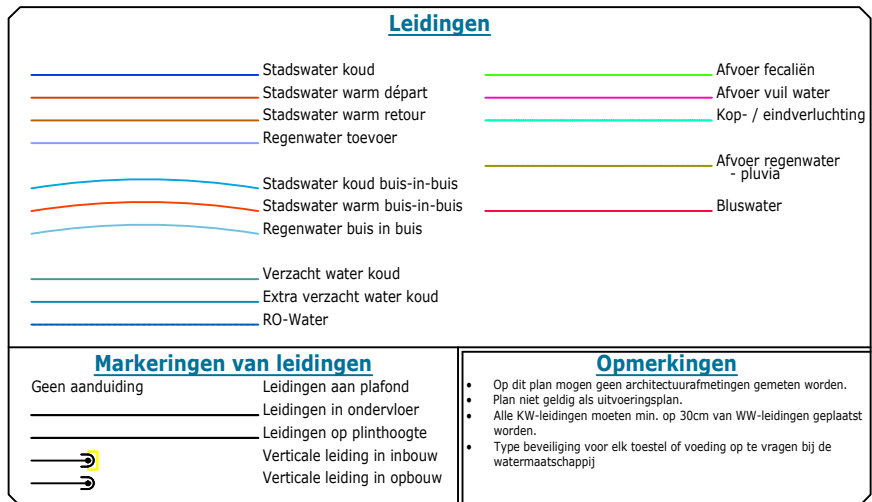 Leidingen
Stadswater koud
Stadswater warm départ
Stadswater warm retour
Regenwater toevoer
Stadswater koud buis-in-buis
Stadswater warm buis-in-buis
Regenwater buis in buis
Verzacht water koud
Extra verzacht water koud
RO-Water
Afvoer fecaliën
Afvoer vuil water
Kop- / eindverluchting
Afvoer regenwater
- pluvia
Bluswater
Markeringen van leidingen
Geen aanduiding Leidingen aan plafond
Leidingen in ondervloer
Leidingen op plinthoogte
Verticale leiding in inbouw
Verticale leiding in opbouw
Opmerkingen
• Op dit plan mogen geen architectuurafmetingen gemeten worden.
• Plan niet geldig als uitvoeringsplan.
• Alle KW-leidingen moeten min. op 30cm van WW-leidingen geplaatst
worden.
• Type beveiliging voor elk toestel of voeding op te vragen bij de
watermaatschappij